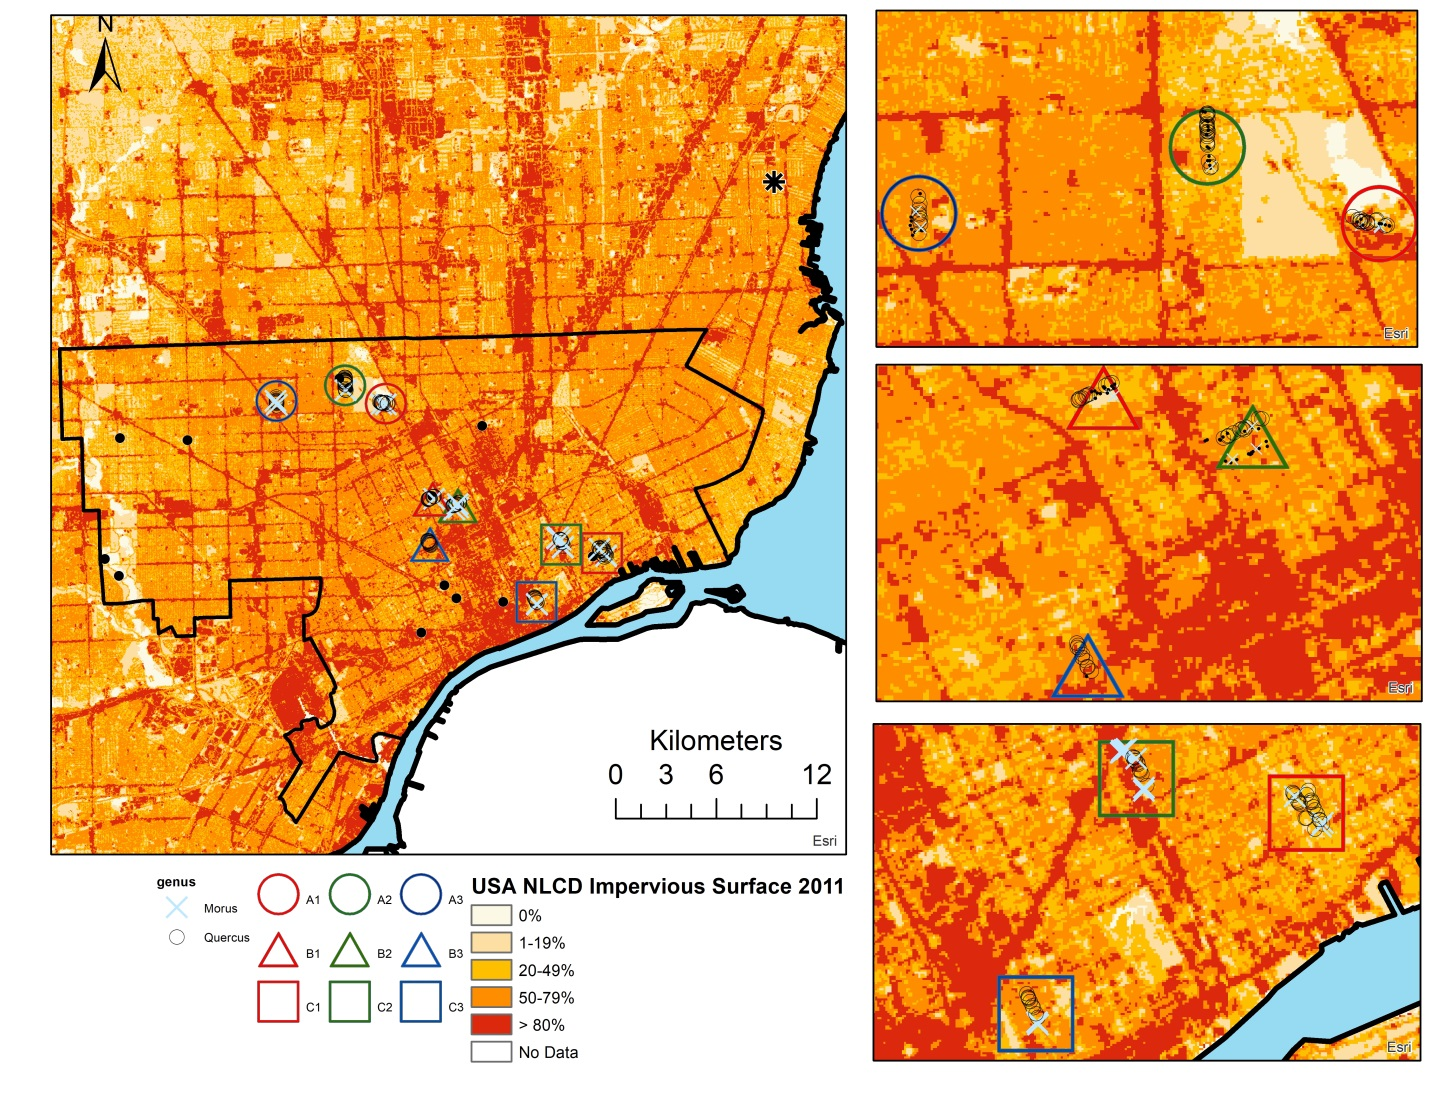 N
Kilometers
0 3 6 12
Esri
Esri
Esri
Esri
genus
Morus
Quercus
A1 A2 A3
B1 B2 B3
C1 C2 C3
USA NLCD Impervious Surface 2011
0%
1-19%
20-49%
50-79%
> 80%
No Data